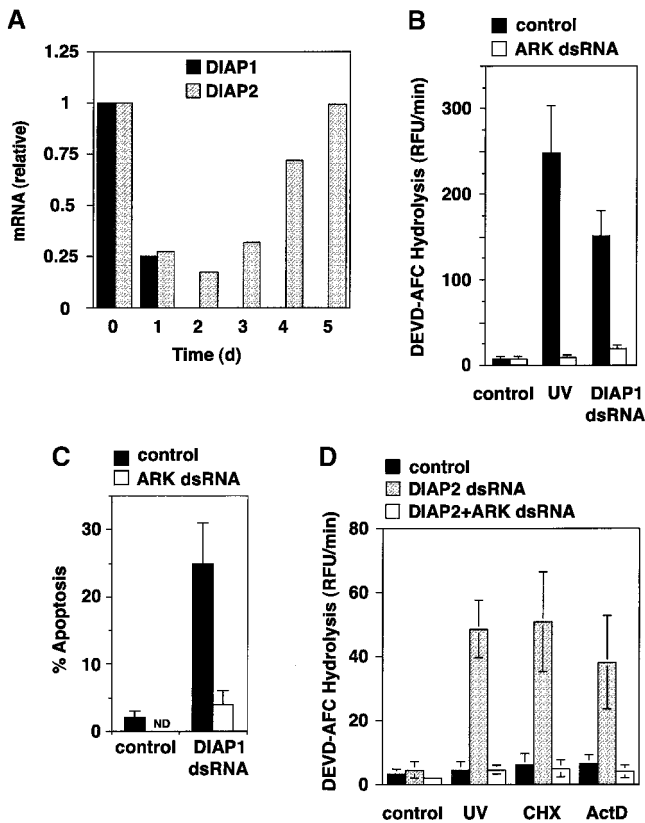 A
1.25
1
0.75
0.5
0.25
0
mRNA (relative)
DIAP1
DIAP2
0 1 2 3 4 5
Time (d)
B
control
ARK dsRNA
300
200
150
100
50
0
DEVD-AFC Hydrolysis (RFU/min)
control UV DIAP1
dsRNA
C
control
ARK dsRNA
30
20
10
0
% Apoptosis
ND
control DIAP1
dsRNA
D
control
DIAP2 dsRNA
DIAP2+ARK dsRNA
80
60
40
20
0
DEVD-AFC Hydrolysis (RFU/min)
control UV CHX ActD